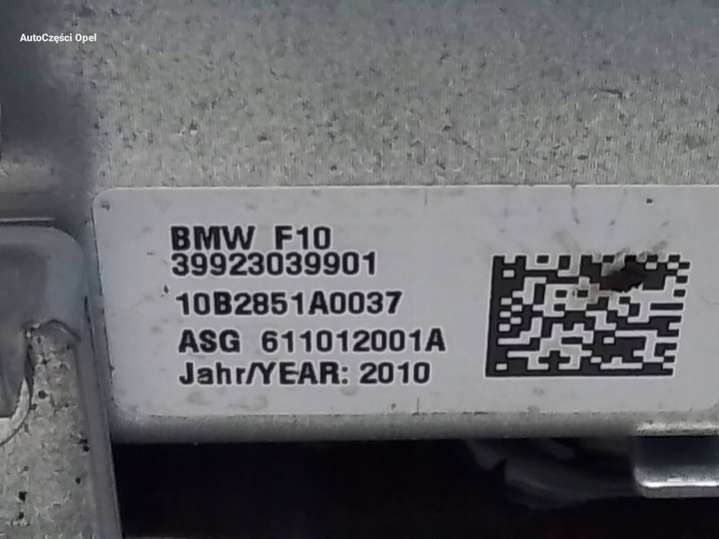 AutoCzęści Opel
BMW F10
39923039901
10B2851A0037
ASG 611012001A
Jahr/YEAR: 2010